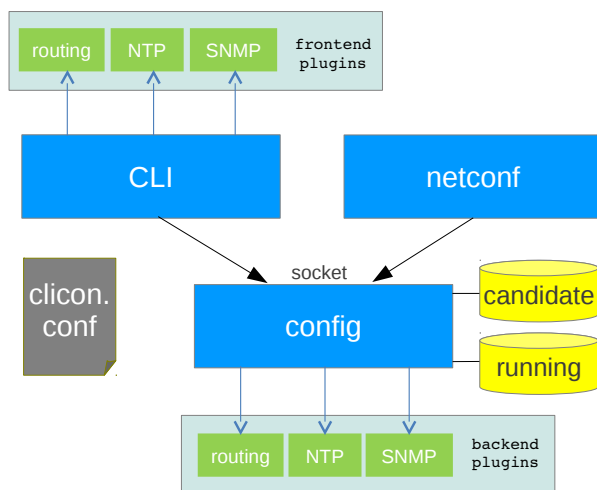 routing
NTP
SNMP
frontend
plugins
CLI
netconf
clicon.
conf
socket
config
candidate
running
routing
NTP
SNMP
backend
plugins